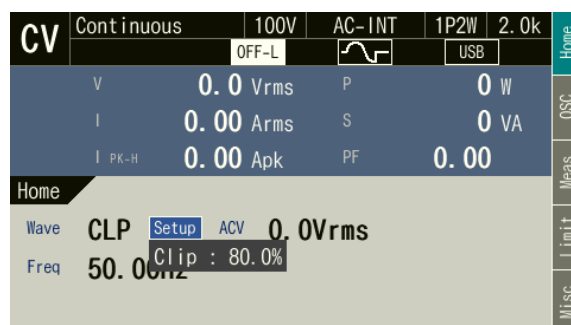 CV
Continuous 100V AC-INT 1P2W 2.0k
OFF-L USB
V 0.0 Vrms P 0 W
I 0.00 Arms S 0 VA
I PK-H 0.00 Apk PF 0.00
Home
Wave CLP Setup ACV 0.0Vrms
Clip : 80.0%
Freq 50.00Hz
Home
OSC
Meas
Limit
Misc